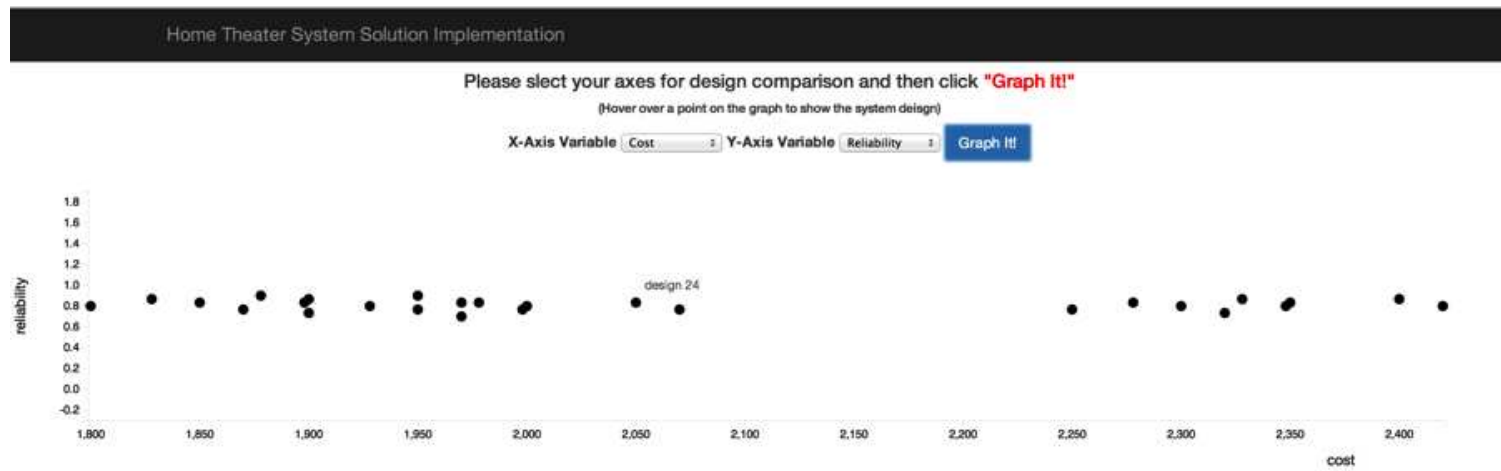 Home Theater System Solution Implementation
Please slect your axes for design comparison and then click "Graph It!"
(Hover over a point on the graph to show the system deisgn)
X-Axis Variable Cost Y-Axis Variable Reliability Graph It!
1.8
1.6
1.4
1.2
1.0
0.8
0.6
0.4
0.2
0.0
-0.2
reliability
design 24
1,800 1,850 1,900 1,950 2,000 2,050 2,100 2,150 2,200 2,250 2,300 2,350 2,400
cost